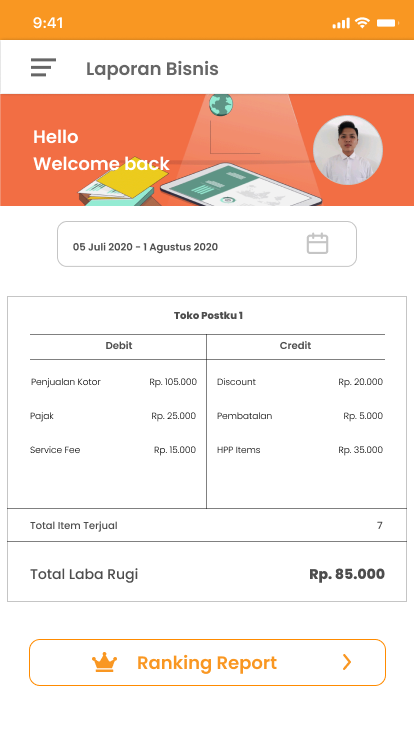 9:41
Laporan Bisnis
Hello
Welcome back
05 Juli 2020 - 1 Agustus 2020
Toko Postku 1
Debit Credit
Penjualan Kotor Rp. 105.000 Discount Rp. 20.000
Pajak Rp. 25.000 Pembatalan Rp. 5.000
Service Fee Rp. 15.000 HPP Items Rp. 35.000
Total Item Terjual 7
Total Laba Rugi Rp. 85.000
Ranking Report